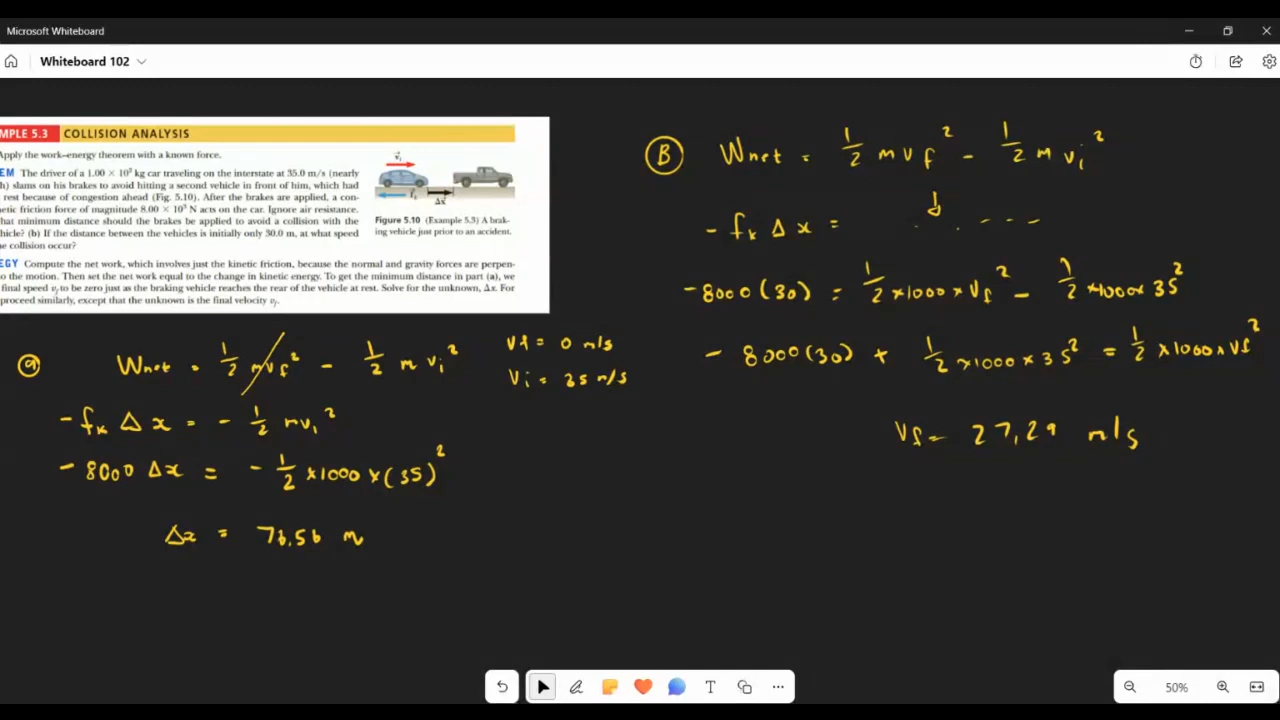 Microsoft Whiteboard
Whiteboard 102
MPLE 5.3 COLLISION ANALYSIS
Apply the work–energy theorem with a known force.
EM The driver of a 1.00 × 10³ kg car traveling on the interstate at 35.0 m/s (nearly
h) slams on his brakes to avoid hitting a second vehicle in front of him, which had
rest because of congestion ahead (Fig. 5.10). After the brakes are applied, a con-
netic friction force of magnitude 8.00 × 10³ N acts on the car. Ignore air resistance.
hat minimum distance should the brakes be applied to avoid a collision with the
hicle? (b) If the distance between the vehicles is initially only 30.0 m, at what speed
e collision occur?
v⃗i
f⃗k
Δx
Figure 5.10 (Example 5.3) A brak-
ing vehicle just prior to an accident.
EGY Compute the net work, which involves just the kinetic friction, because the normal and gravity forces are perpen-
o the motion. Then set the net work equal to the change in kinetic energy. To get the minimum distance in part (a), we
final speed vf to be zero just as the braking vehicle reaches the rear of the vehicle at rest. Solve for the unknown, Δx. For
proceed similarly, except that the unknown is the final velocity vf.
a Wnet = 1/2 mvf² - 1/2 m vi²
Vf = 0 m/s
Vi = 35 m/s
-fk Δx = - 1/2 mvi²
-8000 Δx = - 1/2 ×1000 × (35)²
Δx = 76,56 m
B Wnet = 1/2 m vf² - 1/2 m vi²
- fk Δx = . . - - -
-8000 (30) = 1/2 ×1000 × Vf² - 1/2 ×1000× 35²
- 8000 (30) + 1/2 ×1000 × 35² = 1/2 ×1000 × Vf²
Vf = 27,29 m/s
50%